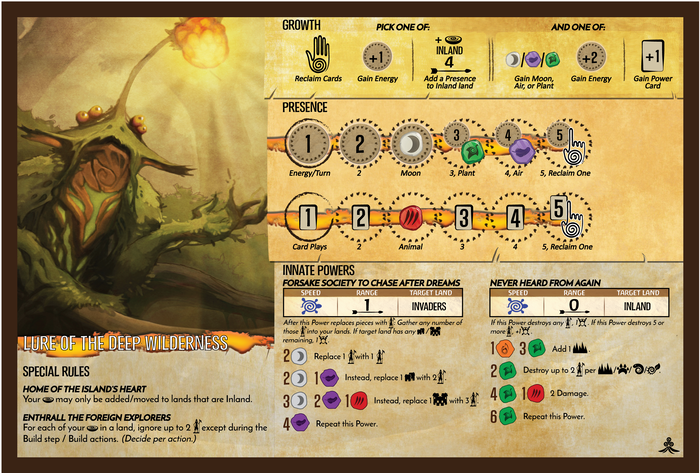 GROWTH
PICK ONE OF:
AND ONE OF:
+1
+
INLAND
4
+2
+1
Reclaim Cards
Gain Energy
Add a Presence
to Inland land
Gain Moon,
Air, or Plant
Gain Energy
Gain Power
Card
PRESENCE
1
2
3
4
5
Energy/Turn
2
Moon
3, Plant
4, Air
5, Reclaim One
1
2
3
4
5
Card Plays
2
Animal
3
4
5, Reclaim One
INNATE POWERS
FORSAKE SOCIETY TO CHASE AFTER DREAMS
SPEED
RANGE
TARGET LAND
1
INVADERS
After this Power replaces pieces with : Gather any number of
those into your lands. If target land has any /
remaining, 1 .
2 Replace 1 with 1
2 1 Instead, replace 1 with 2 .
3 2 1 Instead, replace 1 with 3
4 Repeat this Power.
NEVER HEARD FROM AGAIN
SPEED
RANGE
TARGET LAND
0
INLAND
If this Power destroys any , 1 . If this Power destroys 5 or
more , +1 .
1 3 Add 1 .
2 Destroy up to 2 per / / /
4 1 2 Damage.
6 Repeat this Power.
LURE OF THE DEEP WILDERNESS
SPECIAL RULES
HOME OF THE ISLAND'S HEART
Your may only be added/moved to lands that are Inland.
ENTHRALL THE FOREIGN EXPLORERS
For each of your in a land, ignore up to 2 except during the
Build step / Build actions. (Decide per action.)